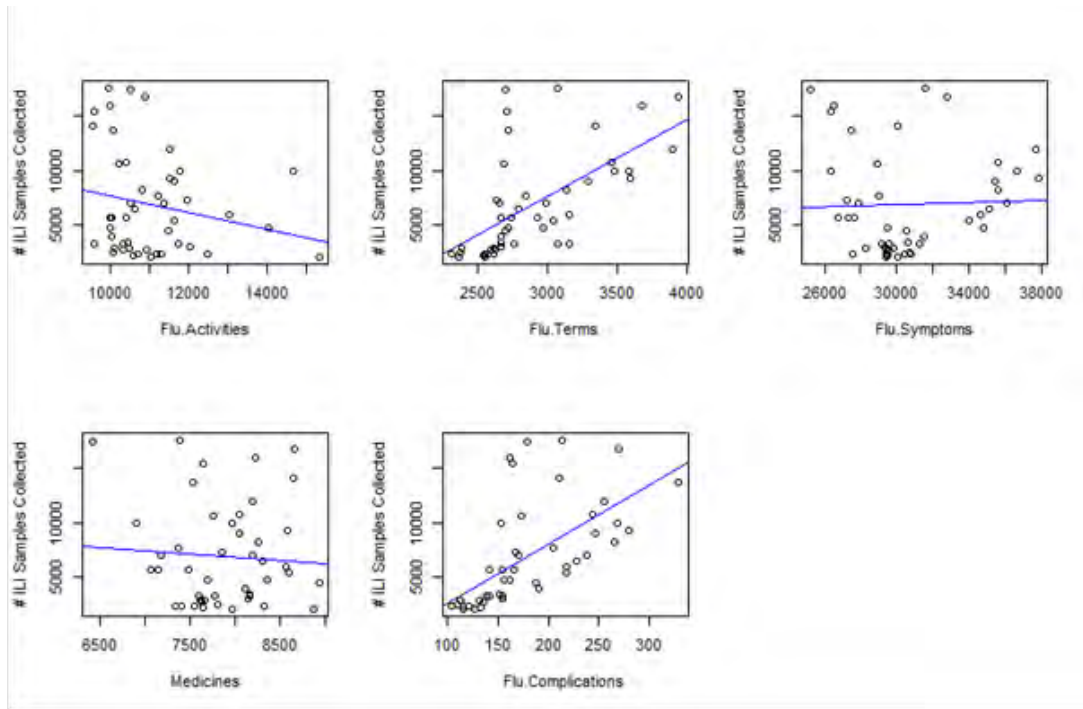 # ILI Samples Collected
5000 10000
10000 12000 14000
Flu.Activities
# ILI Samples Collected
5000 10000
2500 3000 3500 4000
Flu.Terms
# ILI Samples Collected
5000 10000
26000 30000 34000 38000
Flu.Symptoms
# ILI Samples Collected
5000 10000
6500 7500 8500
Medicines
# ILI Samples Collected
5000 10000
100 150 200 250 300
Flu.Complications